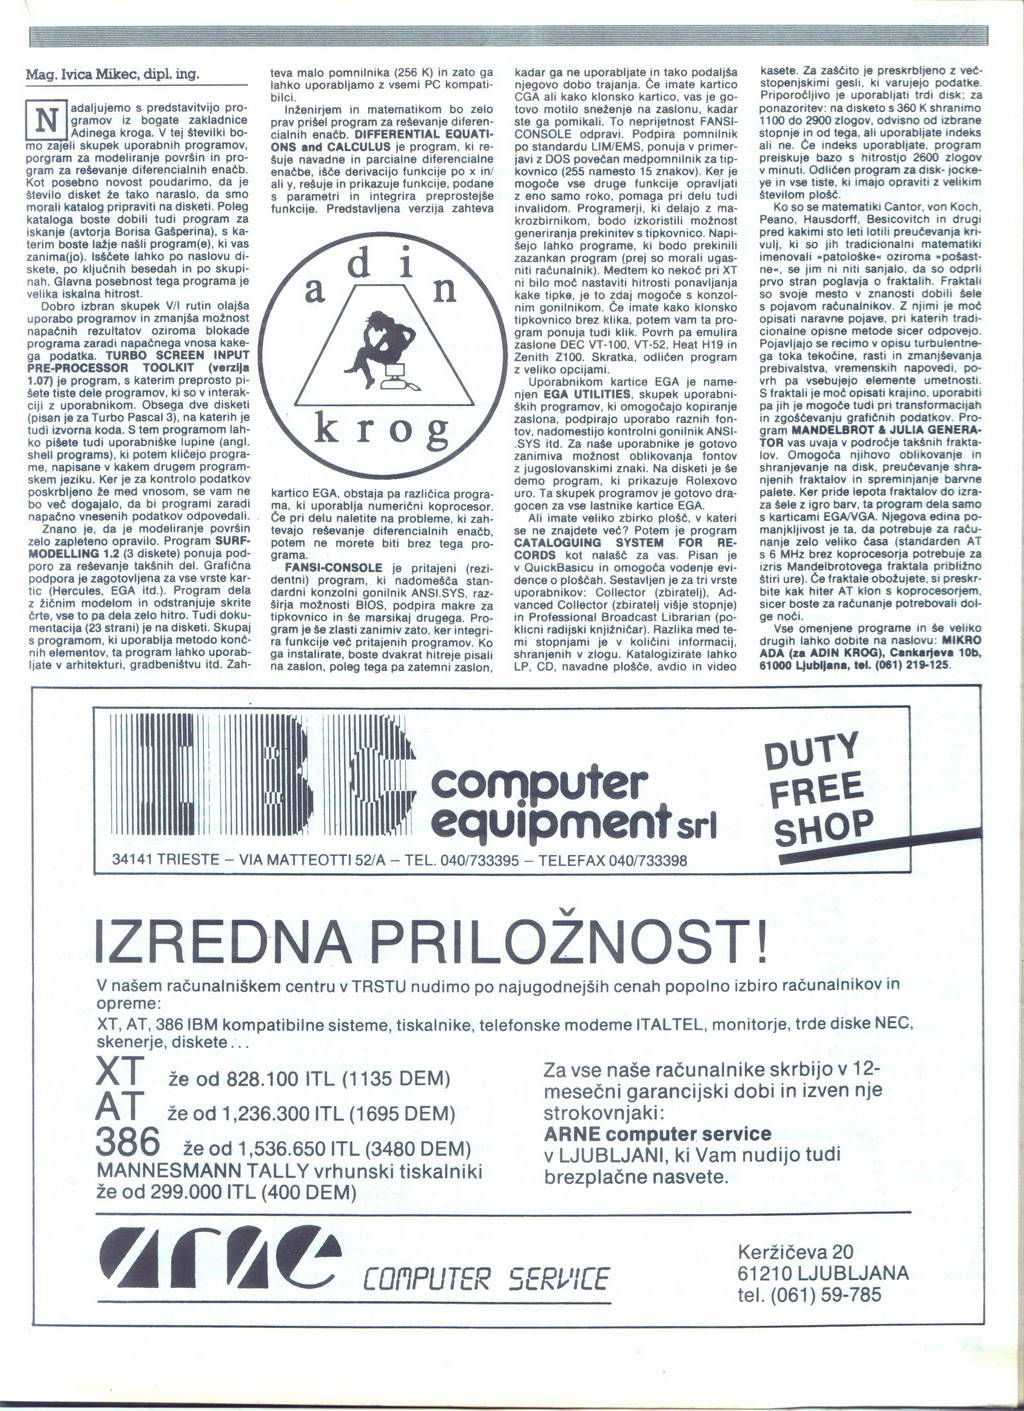 Mag. Ivica Mikec, dipl. ing.
Nadaljujemo s predstavitvijo pro-
gramov iz bogate zakladnice
Adinega kroga. V tej številki bo-
mo zajeli skupek uporabnih programov,
porgram za modeliranje površin in pro-
gram za reševanje diferencialnih enačb.
Kot posebno novost poudarimo, da je
število disket že tako naraslo, da smo
morali katalog pripraviti na disketi. Poleg
kataloga boste dobili tudi program za
iskanje (avtorja Borisa Gašperina), s ka-
terim boste lažje našli program(e), ki vas
zanima(jo). Isščete lahko po naslovu di-
skete, po ključnih besedah in po skupi-
nah. Glavna posebnost tega programa je
velika iskalna hitrost.
Dobro izbran skupek V/I rutin olajša
uporabo programov in zmanjša možnost
napačnih rezultatov oziroma blokade
programa zaradi napačnega vnosa kake-
ga podatka. TURBO SCREEN INPUT
PRE-PROCESSOR TOOLKIT (verzija
1.07) je program, s katerim preprosto pi-
šete tiste dele programov, ki so v interak-
ciji z uporabnikom. Obsega dve disketi
(pisan je za Turbo Pascal 3), na katerih je
tudi izvorna koda. S tem programom lah-
ko pišete tudi uporabniške lupine (angl.
shell programs), ki potem kličejo progra-
me, napisane v kakem drugem program-
skem jeziku. Ker je za kontrolo podatkov
poskrbljeno že med vnosom, se vam ne
bo več dogajalo, da bi programi zaradi
napačno vnesenih podatkov odpovedali.
Znano je, da je modeliranje površin
zelo zapleteno opravilo. Program SURF-
MODELLING 1.2 (3 diskete) ponuja pod-
poro za reševanje takšnih del. Grafična
podpora je zagotovljena za vse vrste kar-
tic (Hercules, EGA itd.). Program dela
z žičnim modelom in odstranjuje skrite
črte, vse to pa dela zelo hitro. Tudi doku-
mentacija (23 strani) je na disketi. Skupaj
s programom, ki uporablja metodo konč-
nih elementov, ta program lahko uporab-
ljate v arhitekturi, gradbeništvu itd. Zah-
teva malo pomnilnika (256 K) in zato ga
lahko uporabljamo z vsemi PC kompati-
bilci.
Inženirjem in matematikom bo zelo
prav prišel program za reševanje diferen-
cialnih enačb. DIFFERENTIAL EQUATI-
ONS and CALCULUS je program, ki re-
šuje navadne in parcialne diferencialne
enačbe, išče derivacijo funkcije po x in/
ali y, rešuje in prikazuje funkcije, podane
s parametri in integrira preprostejše
funkcije. Predstavljena verzija zahteva
adin
krog
kartico EGA, obstaja pa različica progra-
ma, ki uporablja numerični koprocesor.
Če pri delu naletite na probleme, ki zah-
tevajo reševanje diferencialnih enačb,
potem ne morete biti brez tega pro-
grama.
FANSI-CONSOLE je pritajeni (rezi-
dentni) program, ki nadomešča stan-
dardni konzolni gonilnik ANSI.SYS, raz-
širja možnosti BIOS, podpira makre za
tipkovnico in še marsikaj drugega. Pro-
gram je še zlasti zanimiv zato, ker integri-
ra funkcije več pritajenih programov. Ko
ga instalirate, boste dvakrat hitreje pisali
na zaslon, poleg tega pa zatemni zaslon,
kadar ga ne uporabljate in tako podaljša
njegovo dobo trajanja. Če imate kartico
CGA ali kako klonsko kartico, vas je go-
tovo motilo sneženje na zaslonu, kadar
ste ga pomikali. To neprijetnost FANSI-
CONSOLE odpravi. Podpira pomnilnik
po standardu LIM/EMS, ponuja v primer-
javi z DOS povečan medpomnilnik za tip-
kovnico (255 namesto 15 znakov). Ker je
mogoče vse druge funkcije opravljati
z eno samo roko, pomaga pri delu tudi
invalidom. Programerji, ki delajo z ma-
krozbirnikom, bodo izkoristili možnost
generiranja prekinitev s tipkovnico. Napi-
šejo lahko programe, ki bodo prekinili
zazankan program (prej so morali ugas-
niti računalnik). Medtem ko nekoč pri XT
ni bilo moč nastaviti hitrosti ponavljanja
kake tipke, je to zdaj mogoče s konzol-
nim gonilnikom. Če imate kako klonsko
tipkovnico brez klika, potem vam ta pro-
gram ponuja tudi klik. Povrh pa emulira
zaslone DEC VT-100, VT-52, Heat H19 in
Zenith Z100. Skratka, odličen program
z veliko opcijami.
Uporabnikom kartice EGA je name-
njen EGA UTILITIES, skupek uporabni-
ških programov, ki omogočajo kopiranje
zaslona, podpirajo uporabo raznih fon-
tov, nadomestijo kontrolni gonilnik ANSI-
.SYS itd. Za naše uporabnike je gotovo
zanimiva možnost oblikovanja fontov
z jugoslovanskimi znaki. Na disketi je še
demo program, ki prikazuje Rolexovo
uro. Ta skupek programov je gotovo dra-
gocen za vse lastnike kartice EGA.
Ali imate veliko zbirko plošč, v kateri
se ne znajdete več? Potem je program
CATALOGUING SYSTEM FOR RE-
CORDS kot nalašč za vas. Pisan je
v QuickBasicu in omogoča vodenje evi-
dence o ploščah. Sestavljen je za tri vrste
uporabnikov: Collector (zbiratelj), Ad-
vanced Collector (zbiratelj višje stopnje)
in Professional Broadcast Librarian (po-
klicni radijski knjižničar). Razlika med te-
mi stopnjami je v količini informacij,
shranjenih v zlogu. Katalogizirate lahko
LP, CD, navadne plošče, avdio in video
kasete. Za zaščito je preskrbljeno z več-
stopenjskimi gesli, ki varujejo podatke.
Priporočljivo je uporabljati trdi disk; za
ponazoritev: na disketo s 360 K shranimo
1100 do 2900 zlogov, odvisno od izbrane
stopnje in od tega, ali uporabljate indeks
ali ne. Če indeks uporabljate, program
preiskuje bazo s hitrostjo 2600 zlogov
v minuti. Odličen program za disk- jocke-
ye in vse tiste, ki imajo opraviti z velikim
številom plošč.
Ko so se matematiki Cantor, von Koch,
Peano, Hausdorff, Besicovitch in drugi
pred kakimi sto leti lotili preučevanja kri-
vulj, ki so jih tradicionalni matematiki
imenovali »patološke« oziroma »pošast-
ne«, se jim ni niti sanjalo, da so odprli
prvo stran poglavja o fraktalih. Fraktali
so svoje mesto v znanosti dobili šele
s pojavom računalnikov. Z njimi je moč
opisati naravne pojave, pri katerih tradi-
cionalne opisne metode sicer odpovejo.
Pojavljajo se recimo v opisu turbulentne-
ga toka tekočine, rasti in zmanjševanja
prebivalstva, vremenskih napovedi, po-
vrh pa vsebujejo elemente umetnosti.
S fraktali je moč opisati krajino, uporabiti
pa jih je mogoče tudi pri transformacijah
in zgoščevanju grafičnih podatkov. Pro-
gram MANDELBROT & JULIA GENERA-
TOR vas uvaja v področje takšnih frakta-
lov. Omogoča njihovo oblikovanje in
shranjevanje na disk, preučevanje shra-
njenih fraktalov in spreminjanje barvne
palete. Ker pride lepota fraktalov do izra-
za šele z igro barv, ta program dela samo
s karticami EGA/VGA. Njegova edina po-
manjkljivost je ta, da potrebuje za raču-
nanje zelo veliko časa (standarden AT
s 6 MHz brez koprocesorja potrebuje za
izris Mandelbrotovega fraktala približno
štiri ure). Če fraktale obožujete, si preskr-
bite kak hiter AT klon s koprocesorjem,
sicer boste za računanje potrebovali dol-
ge noči.
Vse omenjene programe in še veliko
drugih lahko dobite na naslovu: MIKRO
ADA (za ADIN KROG), Cankarjeva 10b,
61000 Ljubljana, tel. (061) 219-125.
IBC computer
equipment srl
DUTY
FREE
SHOP
34141 TRIESTE – VIA MATTEOTTI 52/A – TEL. 040/733395 – TELEFAX 040/733398
IZREDNA PRILOŽNOST!
V našem računalniškem centru v TRSTU nudimo po najugodnejših cenah popolno izbiro računalnikov in
opreme:
XT, AT, 386 IBM kompatibilne sisteme, tiskalnike, telefonske modeme ITALTEL, monitorje, trde diske NEC,
skenerje, diskete...
XT že od 828.100 ITL (1135 DEM)
AT že od 1,236.300 ITL (1695 DEM)
386 že od 1,536.650 ITL (3480 DEM)
MANNESMANN TALLY vrhunski tiskalniki
že od 299.000 ITL (400 DEM)
Za vse naše računalnike skrbijo v 12-
mesečni garancijski dobi in izven nje
strokovnjaki:
ARNE computer service
v LJUBLJANI, ki Vam nudijo tudi
brezplačne nasvete.
arne COMPUTER SERVICE
Keržičeva 20
61210 LJUBLJANA
tel. (061) 59-785